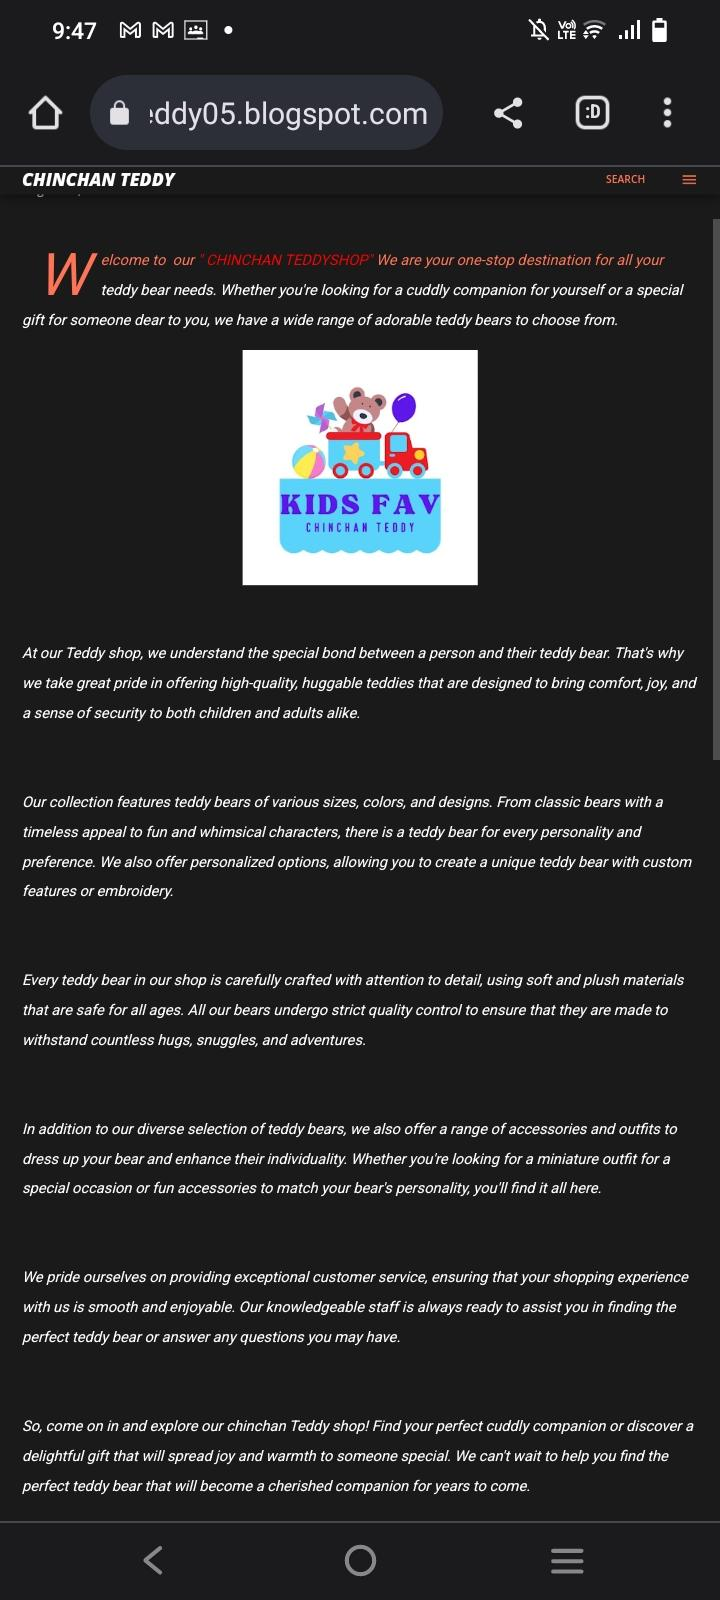 9:47
Vo) LTE
:D
eddy05.blogspot.com
CHINCHAN TEDDY
SEARCH
Welcome to our " CHINCHAN TEDDYSHOP" We are your one-stop destination for all your
teddy bear needs. Whether you're looking for a cuddly companion for yourself or a special
gift for someone dear to you, we have a wide range of adorable teddy bears to choose from.
KIDS FAV
CHINCHAN TEDDY
At our Teddy shop, we understand the special bond between a person and their teddy bear. That's why
we take great pride in offering high-quality, huggable teddies that are designed to bring comfort, joy, and
a sense of security to both children and adults alike.
Our collection features teddy bears of various sizes, colors, and designs. From classic bears with a
timeless appeal to fun and whimsical characters, there is a teddy bear for every personality and
preference. We also offer personalized options, allowing you to create a unique teddy bear with custom
features or embroidery.
Every teddy bear in our shop is carefully crafted with attention to detail, using soft and plush materials
that are safe for all ages. All our bears undergo strict quality control to ensure that they are made to
withstand countless hugs, snuggles, and adventures.
In addition to our diverse selection of teddy bears, we also offer a range of accessories and outfits to
dress up your bear and enhance their individuality. Whether you're looking for a miniature outfit for a
special occasion or fun accessories to match your bear's personality, you'll find it all here.
We pride ourselves on providing exceptional customer service, ensuring that your shopping experience
with us is smooth and enjoyable. Our knowledgeable staff is always ready to assist you in finding the
perfect teddy bear or answer any questions you may have.
So, come on in and explore our chinchan Teddy shop! Find your perfect cuddly companion or discover a
delightful gift that will spread joy and warmth to someone special. We can't wait to help you find the
perfect teddy bear that will become a cherished companion for years to come.